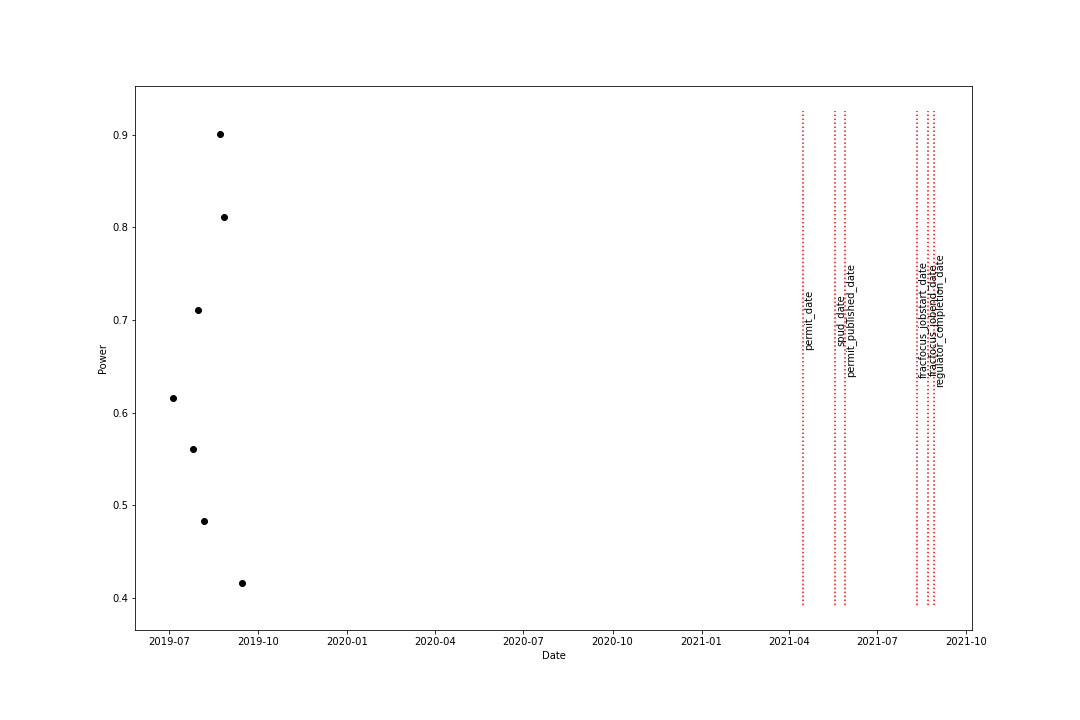 0.9
0.8
0.7
0.6
0.5
0.4
Power
permit_date
spud_date
permit_published_date
fracfocus_jobstart_date
fracfocus_jobend_date
regulator_completion_date
2019-07
2019-10
2020-01
2020-04
2020-07
2020-10
2021-01
2021-04
2021-07
2021-10
Date